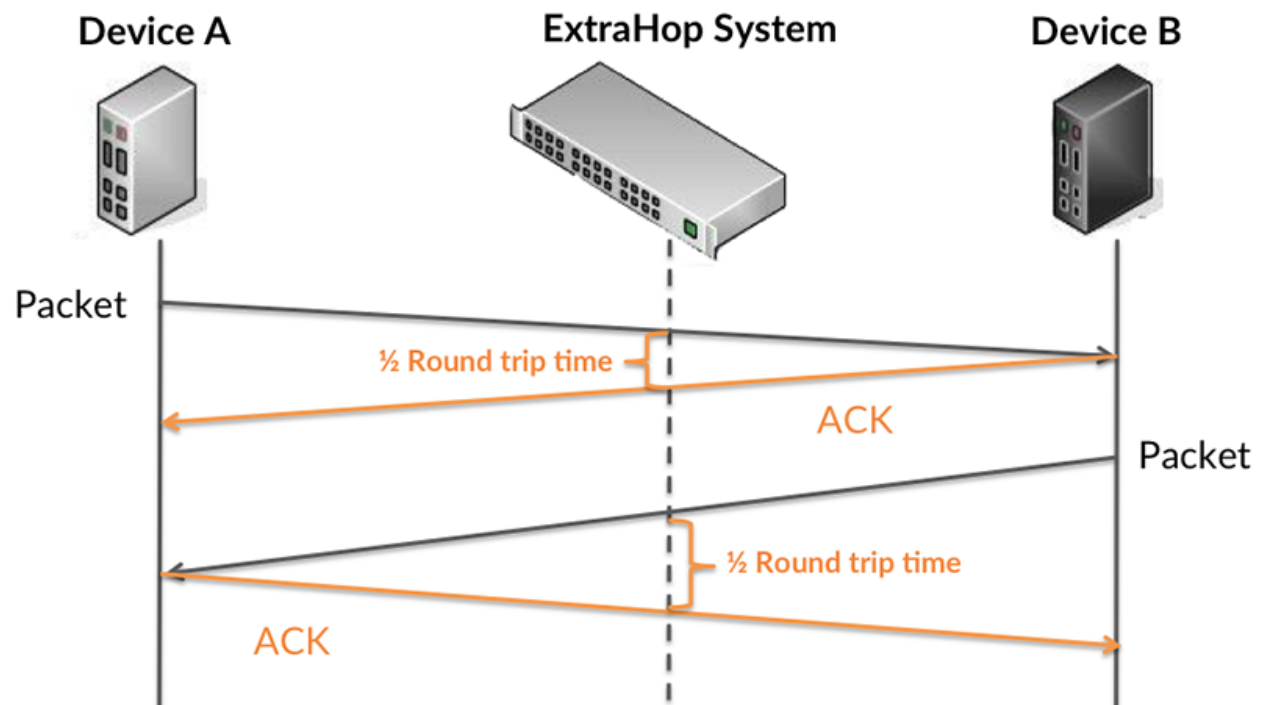 Device A
ExtraHop System
Device B
Packet
½ Round trip time
ACK
Packet
½ Round trip time
ACK